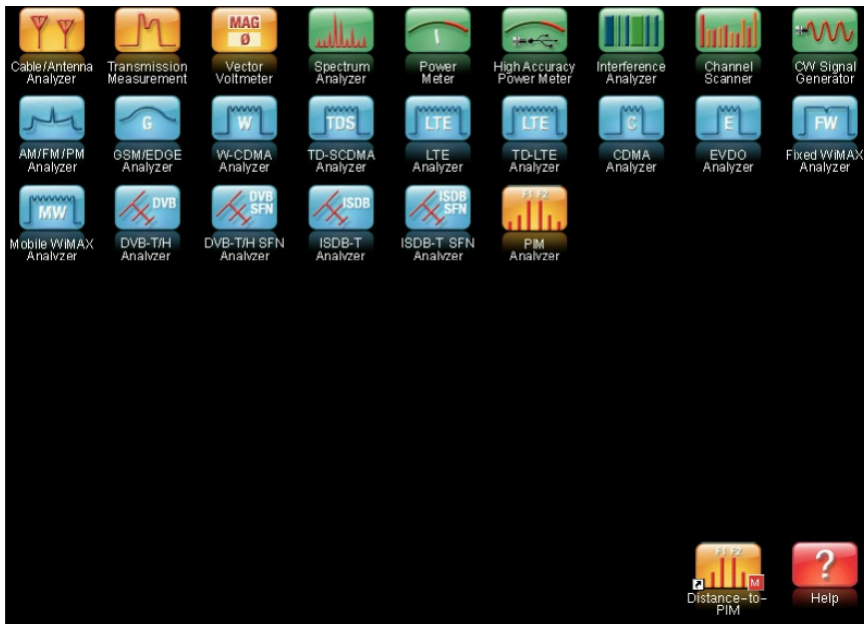 MAG
Ø
Cable/Antenna Analyzer
Transmission Measurement
Vector Voltmeter
Spectrum Analyzer
Power Meter
High Accuracy Power Meter
Interference Analyzer
Channel Scanner
CW Signal Generator
G
W
TDS
LTE
LTE
C
E
FW
AM/FM/PM Analyzer
GSM/EDGE Analyzer
W-CDMA Analyzer
TD-SCDMA Analyzer
LTE Analyzer
TD-LTE Analyzer
CDMA Analyzer
EVDO Analyzer
Fixed WiMAX Analyzer
MW
DVB
DVB SFN
ISDB
ISDB SFN
F1 F2
Mobile WiMAX Analyzer
DVB-T/H Analyzer
DVB-T/H SFN Analyzer
ISDB-T Analyzer
ISDB-T SFN Analyzer
PIM Analyzer
F1 F2
M
?
Distance-to-
PIM
Help